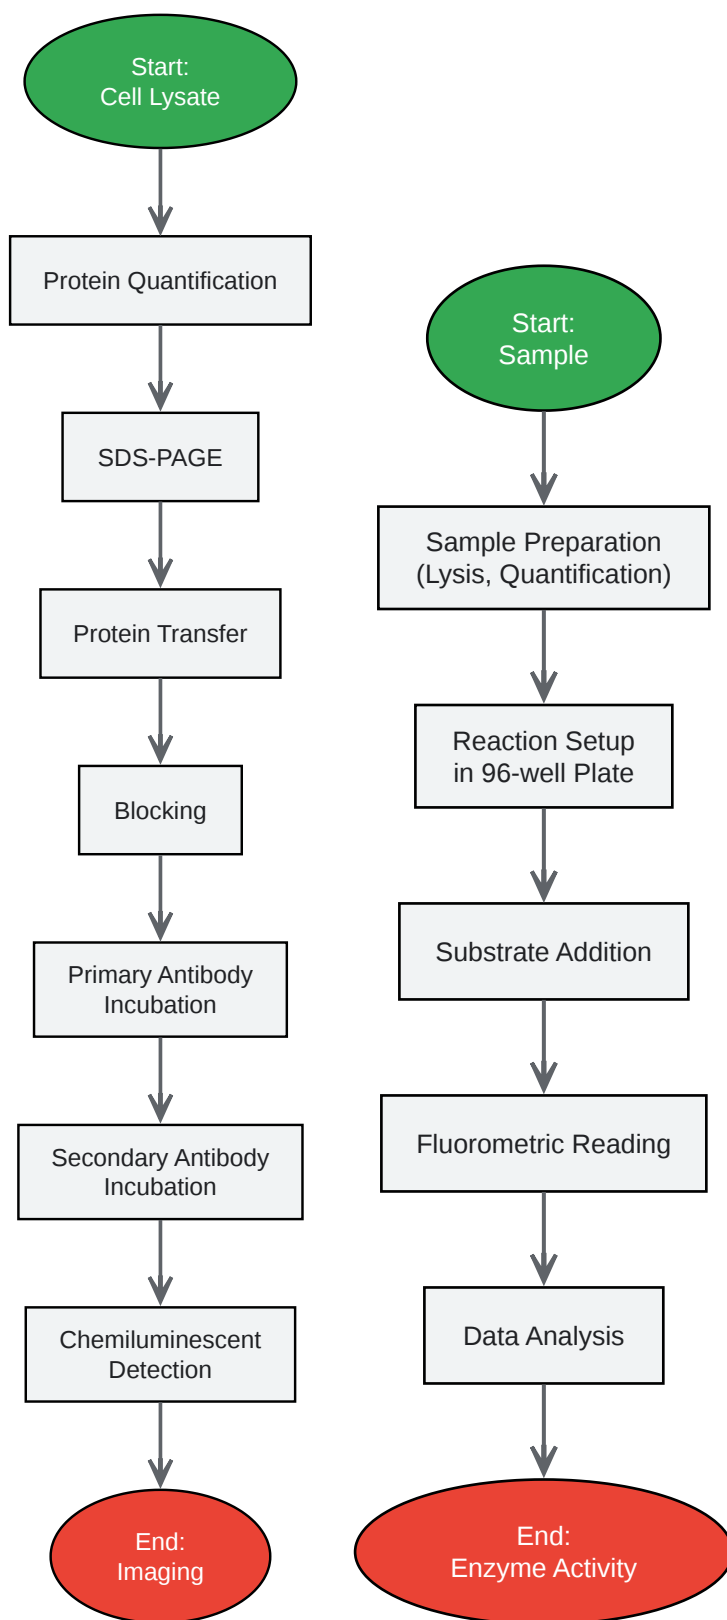 Start:
Cell Lysate
Protein Quantification
SDS-PAGE
Protein Transfer
Blocking
Primary Antibody
Incubation
Secondary Antibody
Incubation
Chemiluminescent
Detection
End:
Imaging
Start:
Sample
Sample Preparation
(Lysis, Quantification)
Reaction Setup
in 96-well Plate
Substrate Addition
Fluorometric Reading
Data Analysis
End:
Enzyme Activity